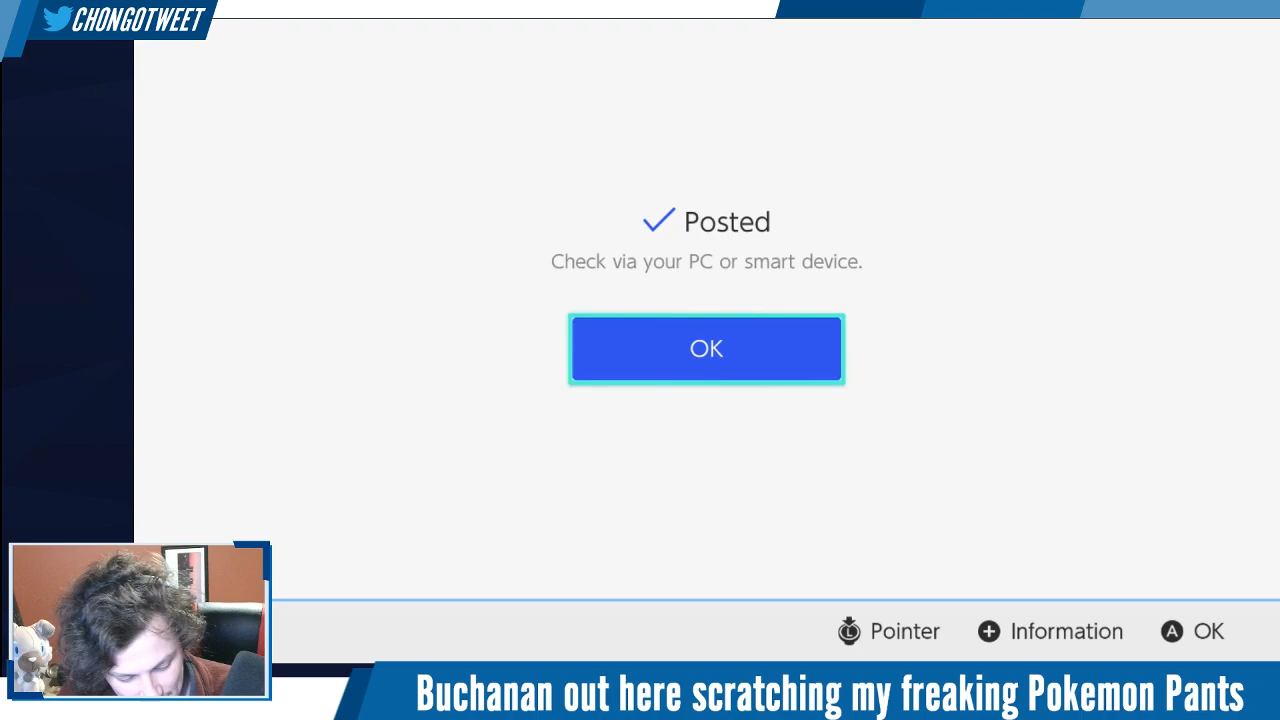 CHONGOTWEET
Posted
Check via your PC or smart device.
OK
L Pointer + Information A OK
Buchanan out here scratching my freaking Pokemon Pants